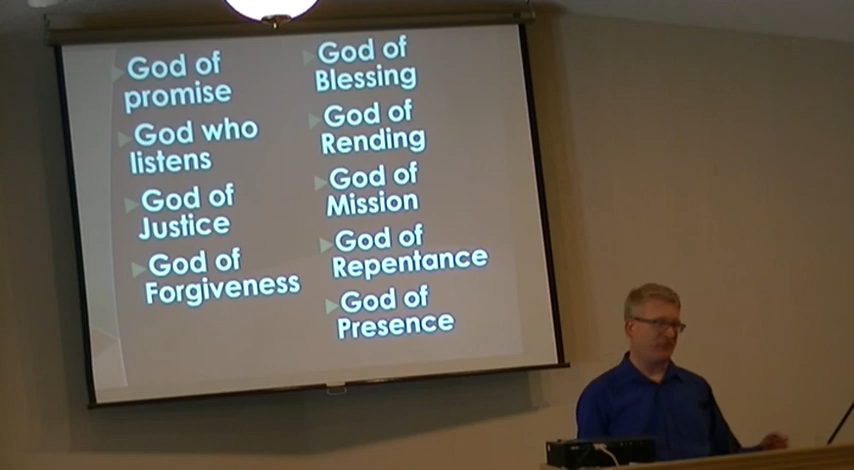 God of
promise
God who
listens
God of
Justice
God of
Forgiveness
God of
Blessing
God of
Rending
God of
Mission
God of
Repentance
God of
Presence